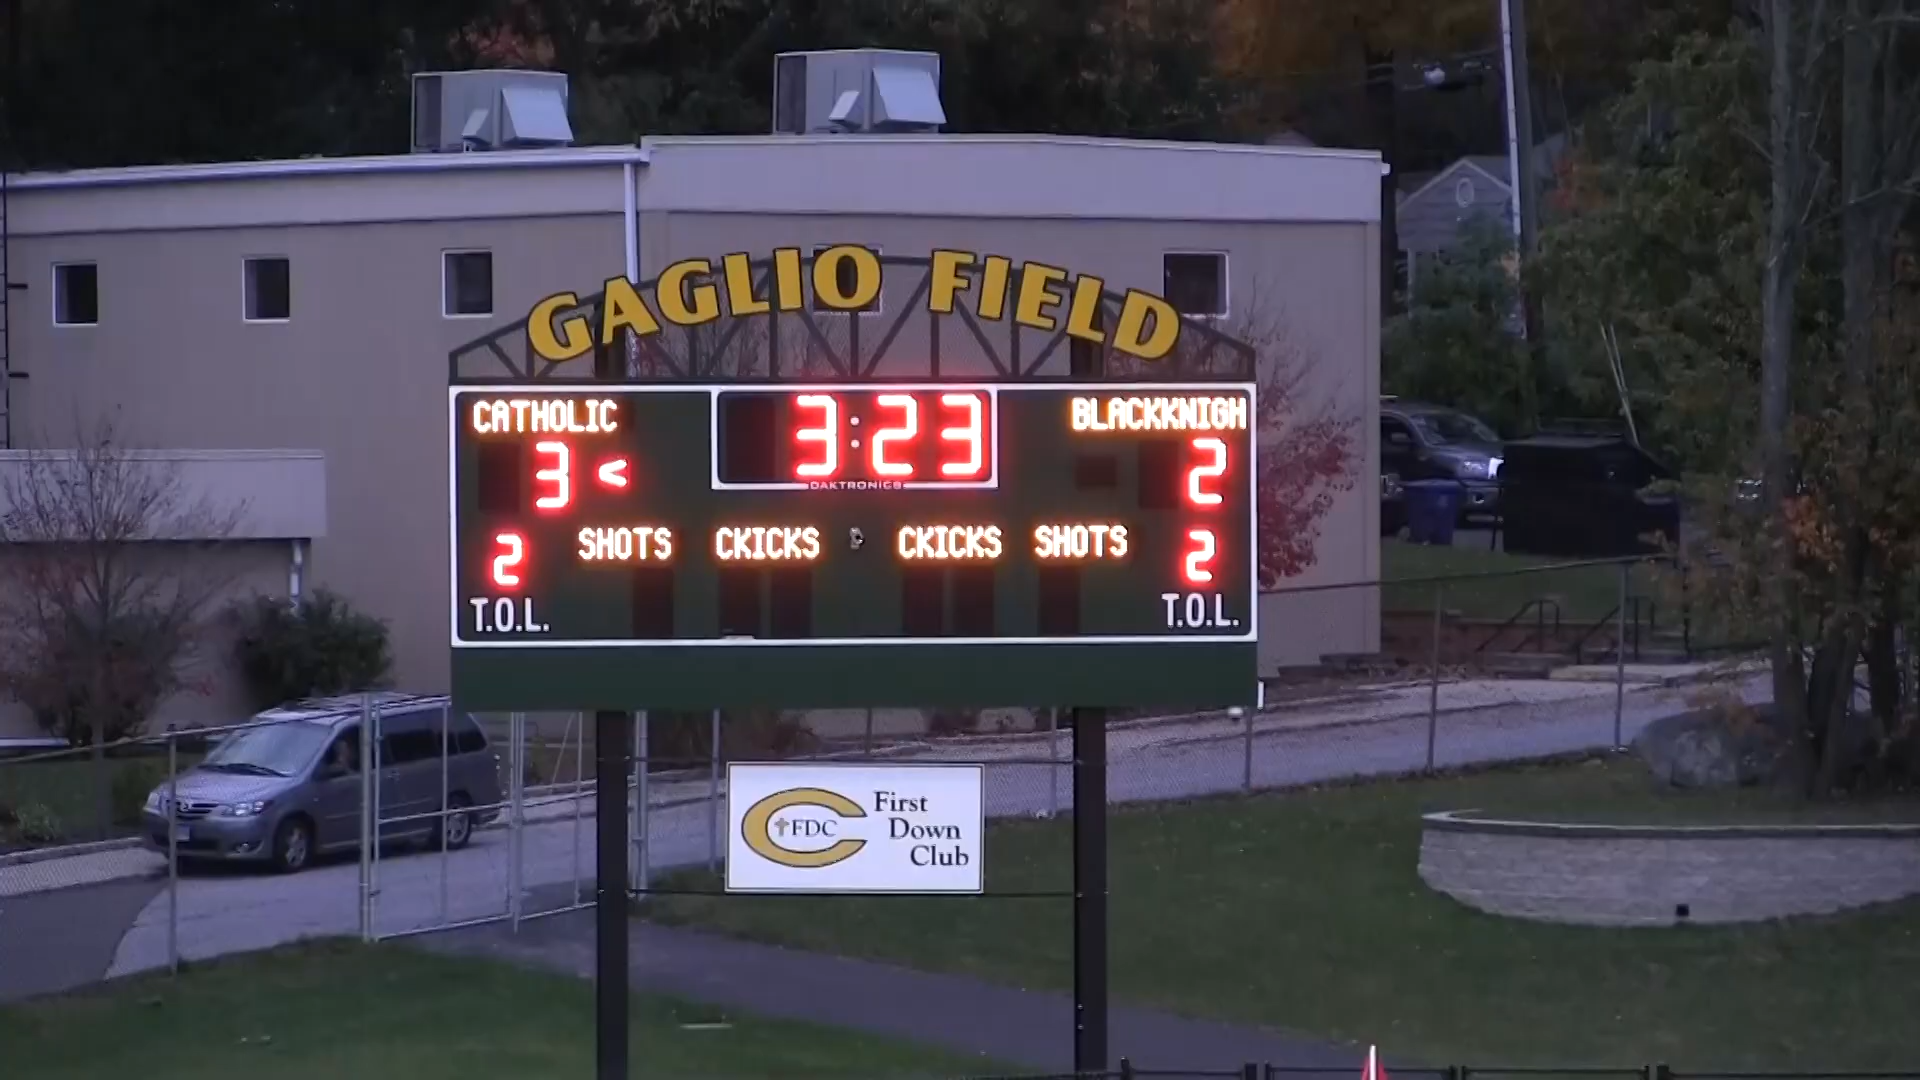 GAGLIO FIELD
CATHOLIC 3:23 BLACKKNIGH
3 < 2
DAKTRONICS
2 SHOTS CKICKS CKICKS SHOTS 2
T.O.L. T.O.L.
FDC
First
Down
Club